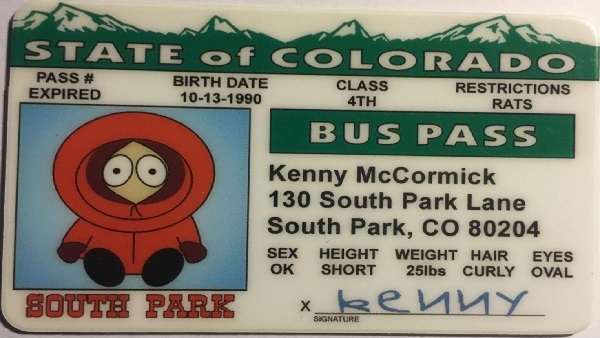 STATE of COLORADO
PASS # BIRTH DATE CLASS RESTRICTIONS
EXPIRED 10-13-1990 4TH RATS
BUS PASS
Kenny McCormick
130 South Park Lane
South Park, CO 80204
SEX HEIGHT WEIGHT HAIR EYES
OK SHORT 25lbs CURLY OVAL
SOUTH PARK
X Kenny
SIGNATURE